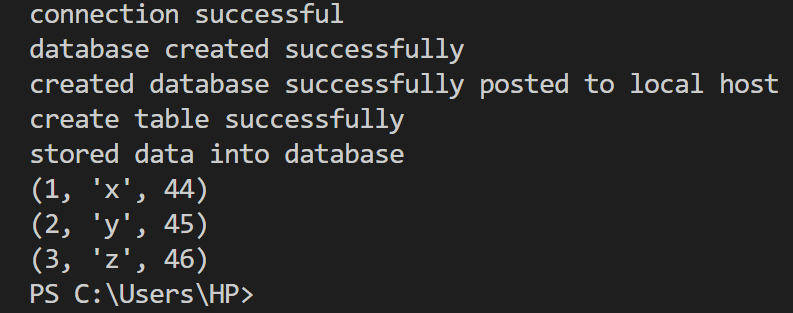 connection successful
database created successfully
created database successfully posted to local host
create table successfully
stored data into database
(1, 'x', 44)
(2, 'y', 45)
(3, 'z', 46)
PS C:\Users\HP>